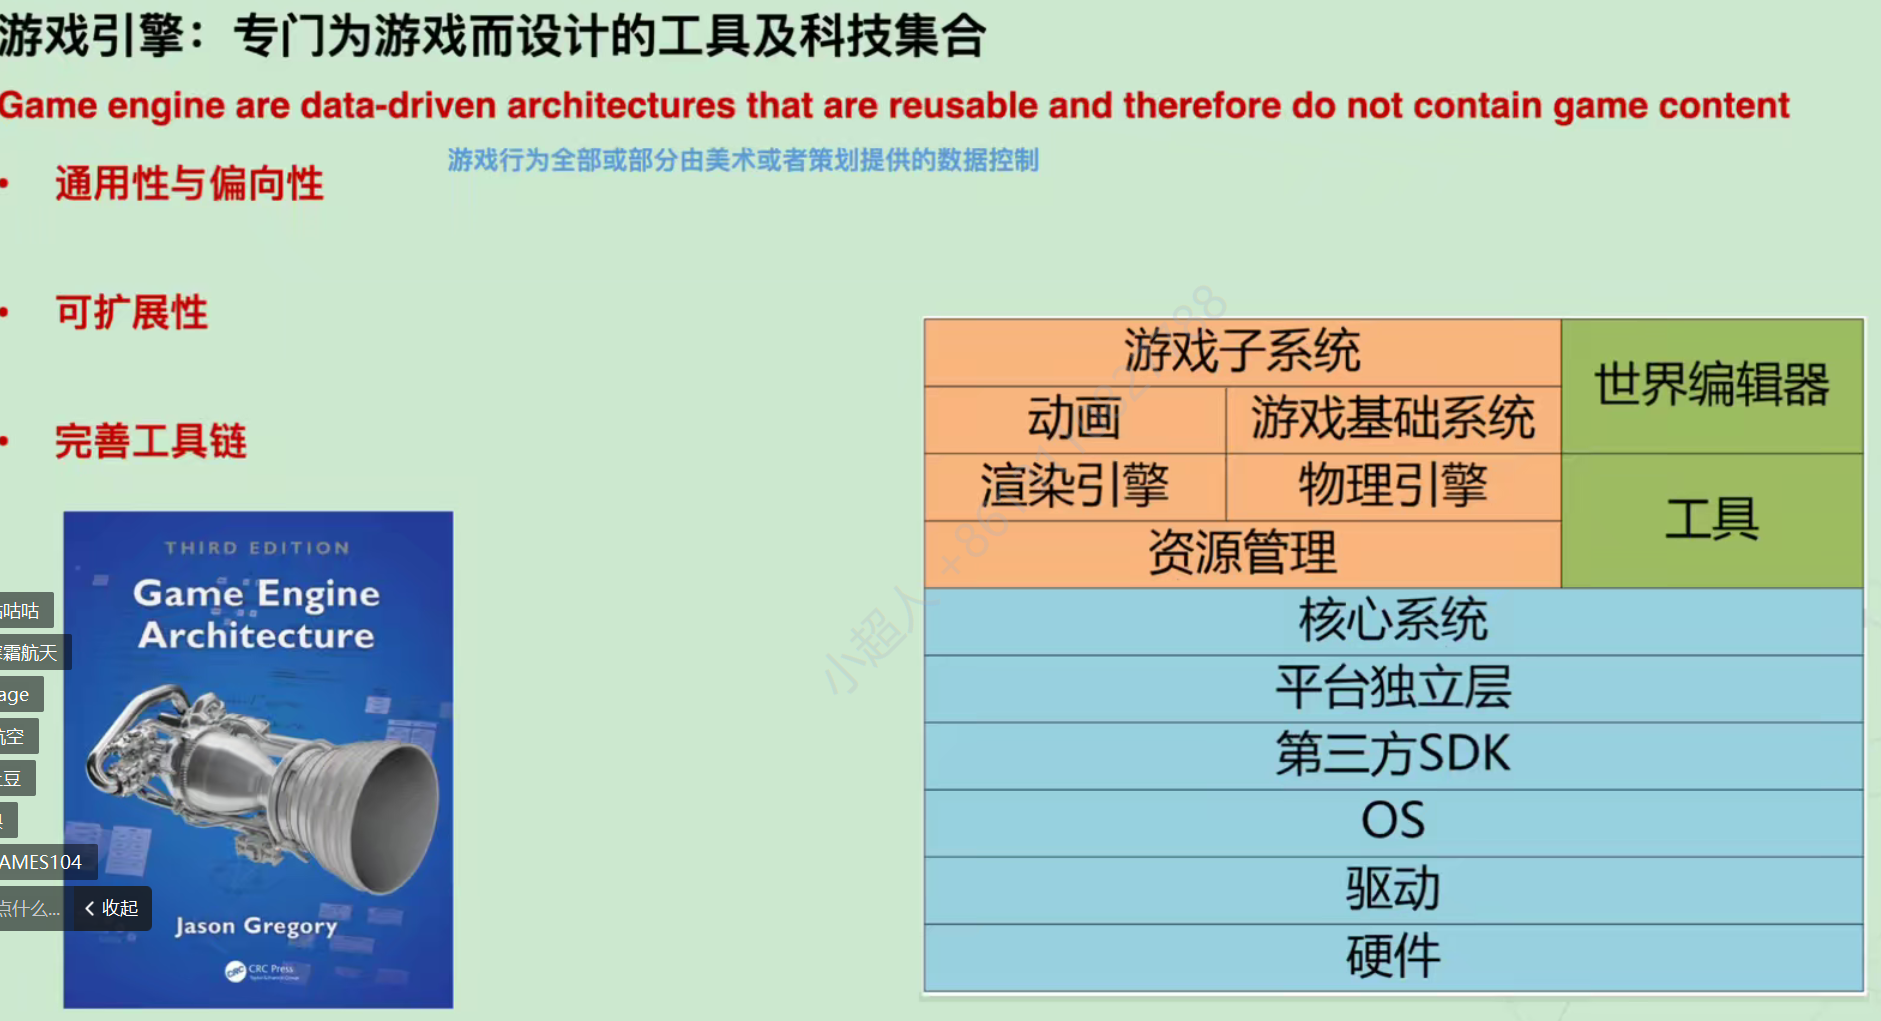 游戏引擎：专门为游戏而设计的工具及科技集合
Game engine are data-driven architectures that are reusable and therefore do not contain game content
游戏行为全部或部分由美术或者策划提供的数据控制
• 通用性与偏向性
• 可扩展性
• 完善工具链
THIRD EDITION
Game Engine
Architecture
Jason Gregory
CRC
CRC Press
Taylor & Francis Group
咕咕
霜航天
age
航空
豆
AMES104
点什么...
收起
游戏子系统
世界编辑器
动画
游戏基础系统
渲染引擎
物理引擎
工具
资源管理
核心系统
平台独立层
第三方SDK
OS
驱动
硬件
小超人